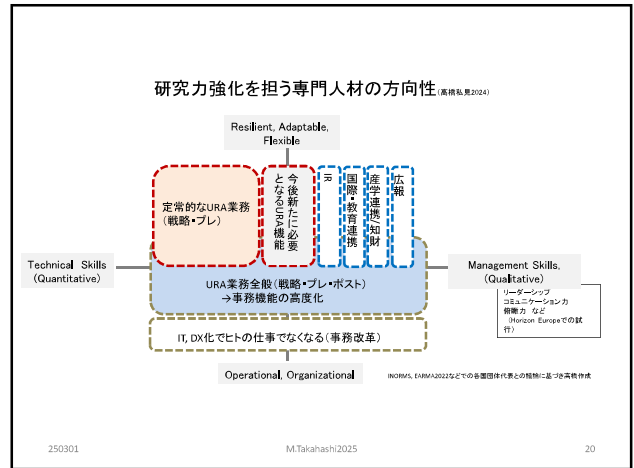 研究力強化を担う専門人材の方向性(高橋私見2024)
Resilient, Adaptable,
Flexible
定常的なURA業務
(戦略・プレ)
今後新たに必要
となるURA機能
IR
国際・教育連携
産学連携/知財
広報
Technical Skills
(Quantitative)
URA業務全般(戦略・プレ・ポスト)
→事務機能の高度化
Management Skills,
(Qualitative)
リーダーシップ
コミュニケーション力
俯瞰力 など
(Horizon Europeでの試
行)
IT, DX化でヒトの仕事でなくなる(事務改革)
Operational, Organizational
INORMS, EARMA2022などでの各国団体代表との議論に基づき高橋作成
250301
M.Takahashi2025
20